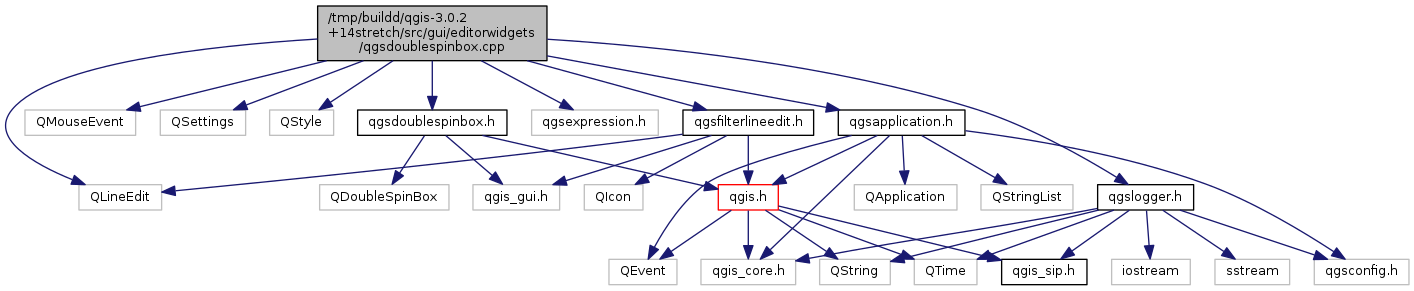 /tmp/buildd/qgis-3.0.2
+14stretch/src/gui/editorwidgets
/qgsdoublespinbox.cpp
QMouseEvent
QSettings
QStyle
qgsdoublespinbox.h
qgsexpression.h
qgsfilterlineedit.h
qgsapplication.h
QLineEdit
QDoubleSpinBox
qgis_gui.h
QIcon
qgis.h
QApplication
QStringList
qgslogger.h
QEvent
qgis_core.h
QString
QTime
qgis_sip.h
iostream
sstream
qgsconfig.h